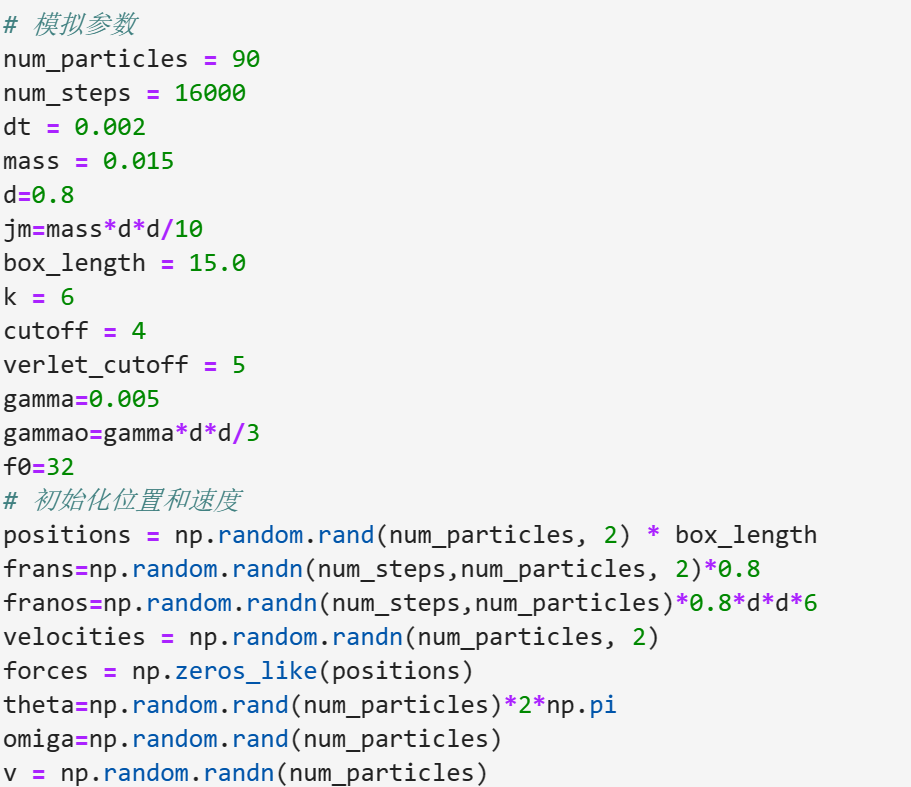 # 模拟参数
num_particles = 90
num_steps = 16000
dt = 0.002
mass = 0.015
d=0.8
jm=mass*d*d/10
box_length = 15.0
k = 6
cutoff = 4
verlet_cutoff = 5
gamma=0.005
gammao=gamma*d*d/3
f0=32
# 初始化位置和速度
positions = np.random.rand(num_particles, 2) * box_length
frans=np.random.randn(num_steps,num_particles, 2)*0.8
franos=np.random.randn(num_steps,num_particles)*0.8*d*d*6
velocities = np.random.randn(num_particles, 2)
forces = np.zeros_like(positions)
theta=np.random.rand(num_particles)*2*np.pi
omiga=np.random.rand(num_particles)
v = np.random.randn(num_particles)